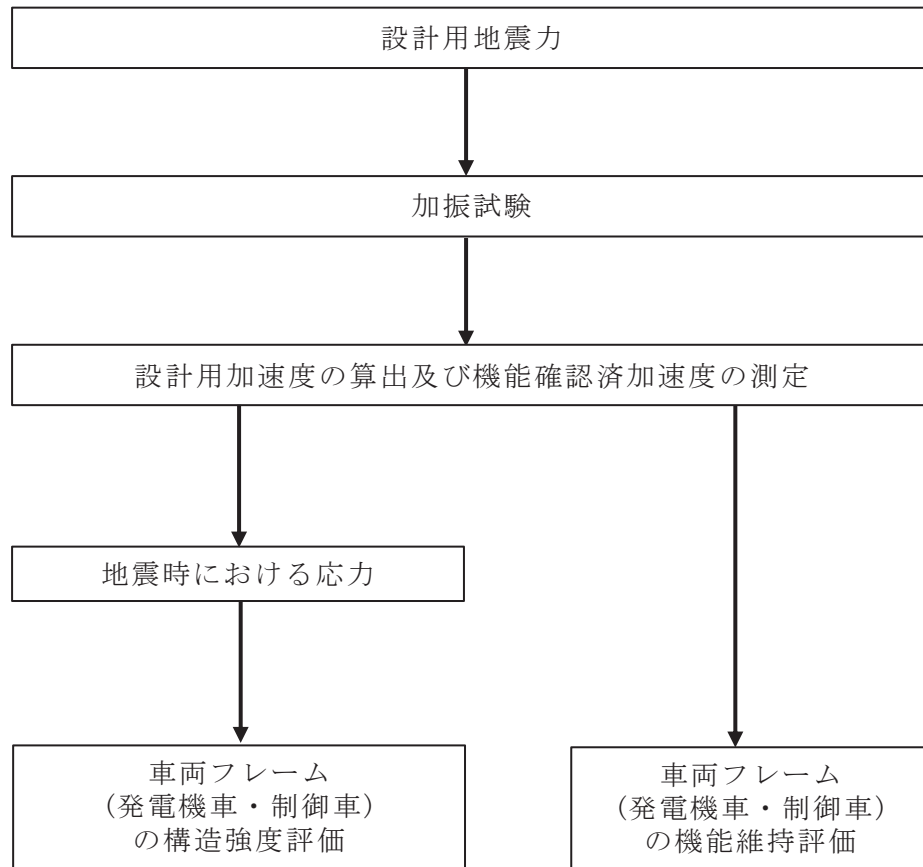 設計用地震力
加振試験
設計用加速度の算出及び機能確認済加速度の測定
地震時における応力
車両フレーム
(発電機車・制御車)
の構造強度評価
車両フレーム
(発電機車・制御車)
の機能維持評価